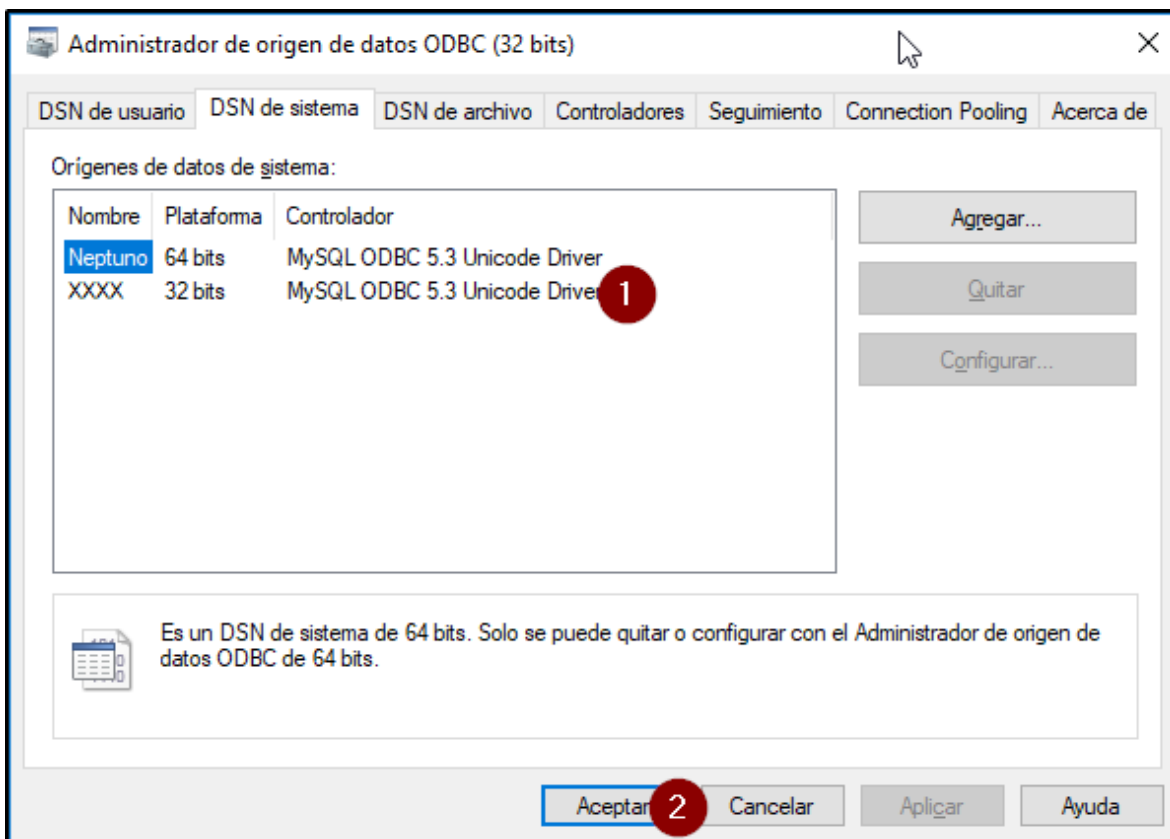 Administrador de origen de datos ODBC (32 bits)
DSN de usuario DSN de sistema DSN de archivo Controladores Seguimiento Connection Pooling Acerca de
Orígenes de datos de sistema:
Nombre Plataforma Controlador
Neptuno 64 bits MySQL ODBC 5.3 Unicode Driver
XXXX 32 bits MySQL ODBC 5.3 Unicode Driver 1
Agregar...
Quitar
Configurar...
Es un DSN de sistema de 64 bits. Solo se puede quitar o configurar con el Administrador de origen de
datos ODBC de 64 bits.
Aceptar 2 Cancelar Aplicar Ayuda